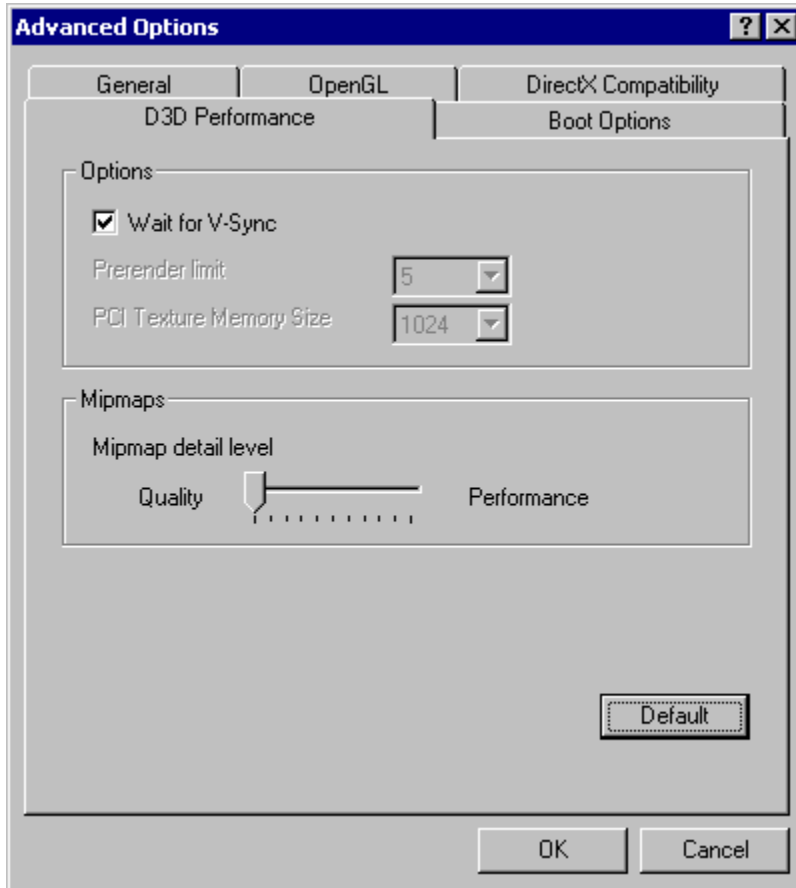 Advanced Options ?
General OpenGL DirectX Compatibility
D3D Performance Boot Options
Options
Wait for V-Sync
Prerender limit 5
PCI Texture Memory Size 1024
Mipmaps
Mipmap detail level
Quality Performance
Default
OK Cancel